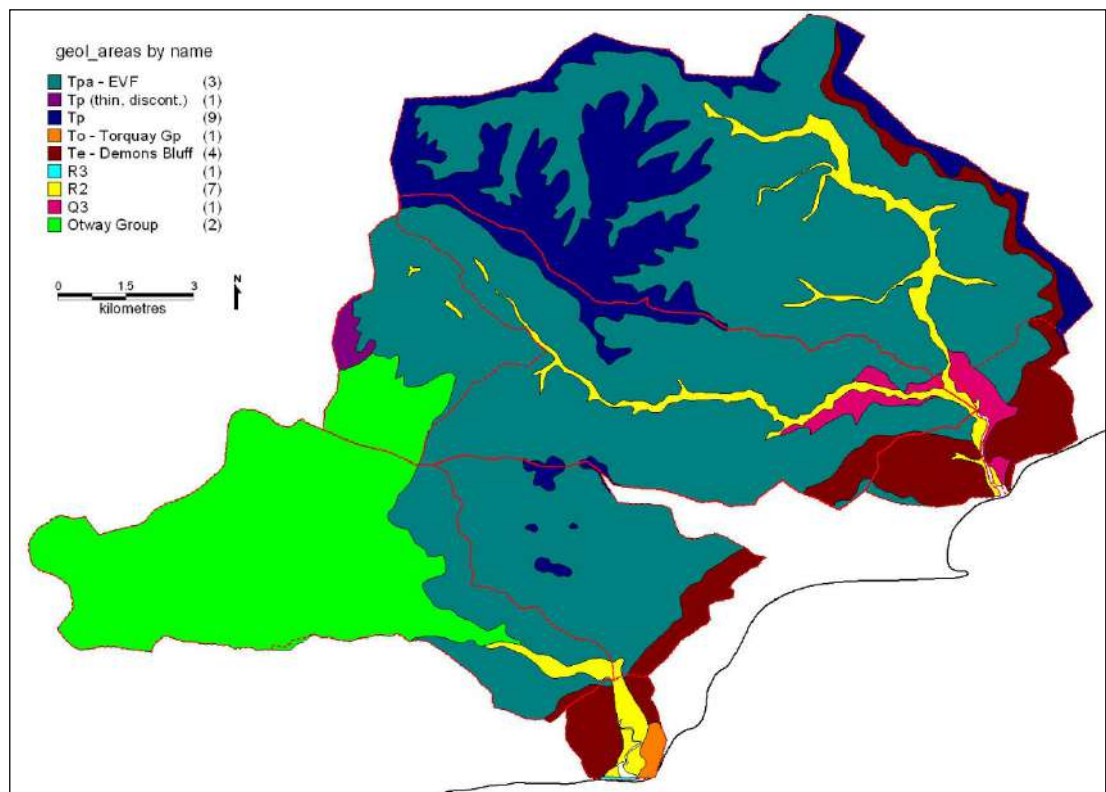 geol_areas by name
Tpa - EVF (3)
Tp (thin. discont.) (1)
Tp (9)
To - Torquay Gp (1)
Te - Demons Bluff (4)
R3 (1)
R2 (7)
Q3 (1)
Otway Group (2)
0 1.5 3
kilometres
N